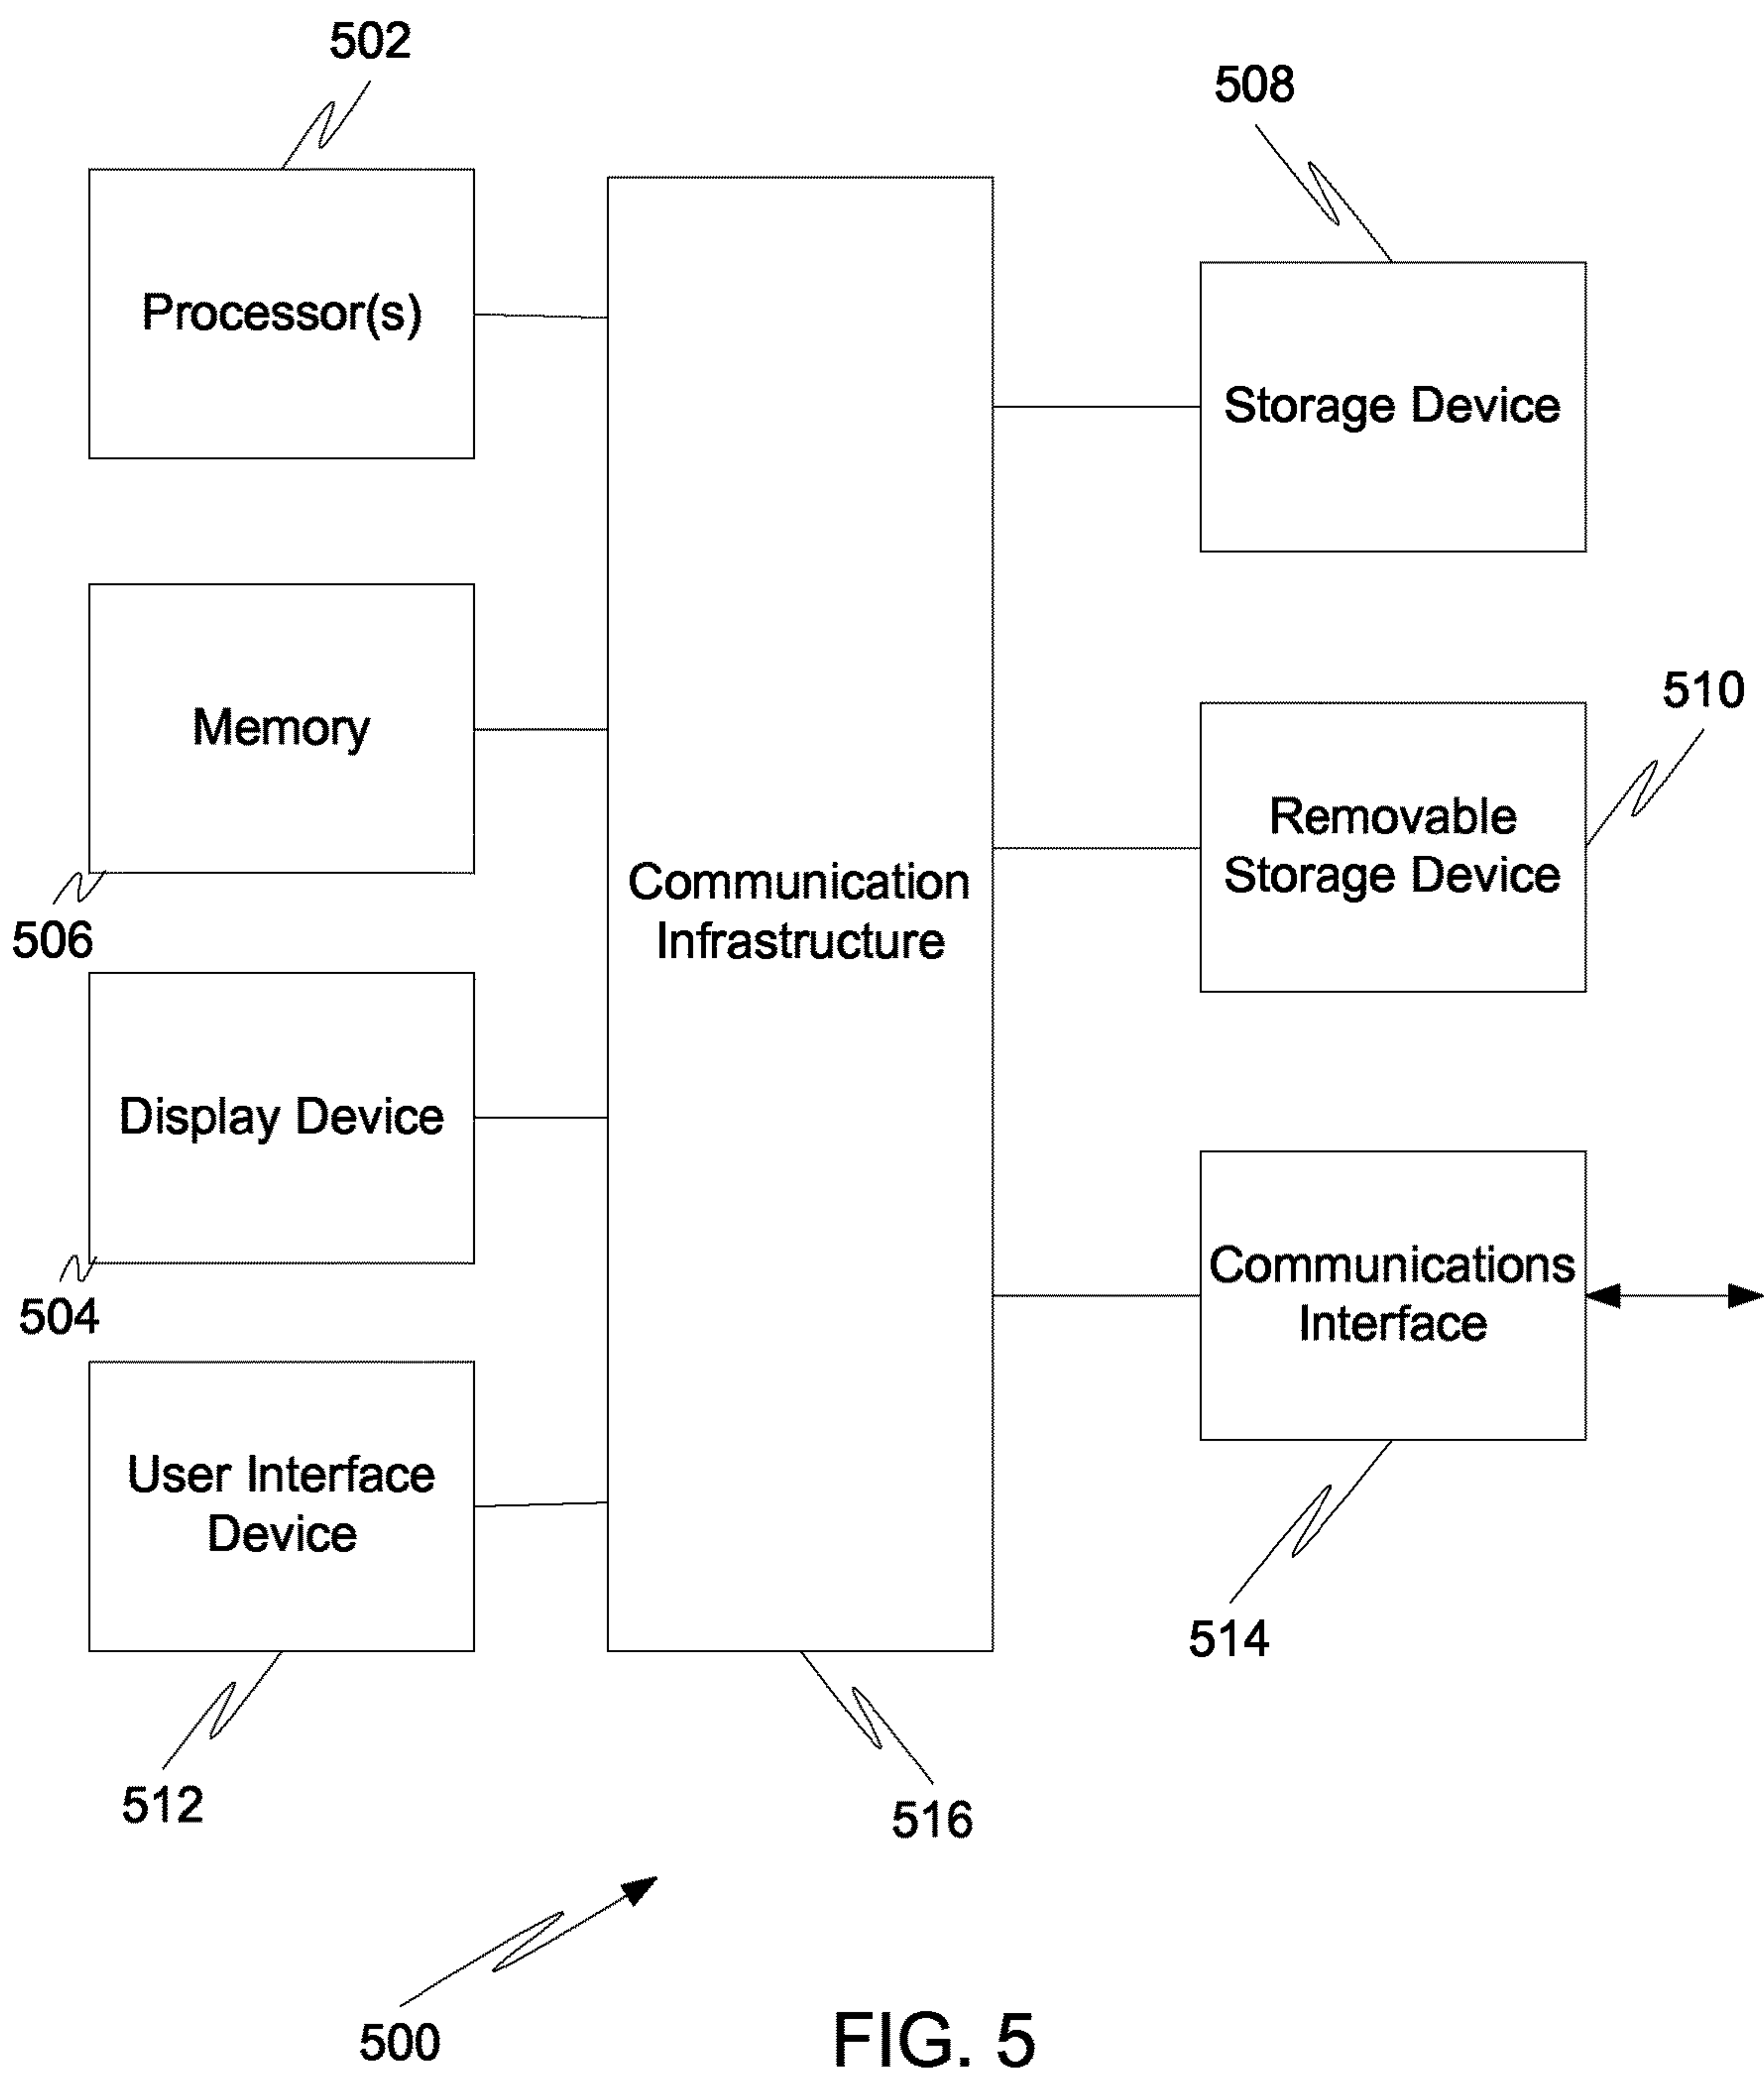 502
508
Processor(s)
Storage Device
Memory
510
Removable
Storage Device
506
Communication
Infrastructure
Display Device
504
Communications
Interface
User Interface
Device
514
512
516
500
FIG. 5